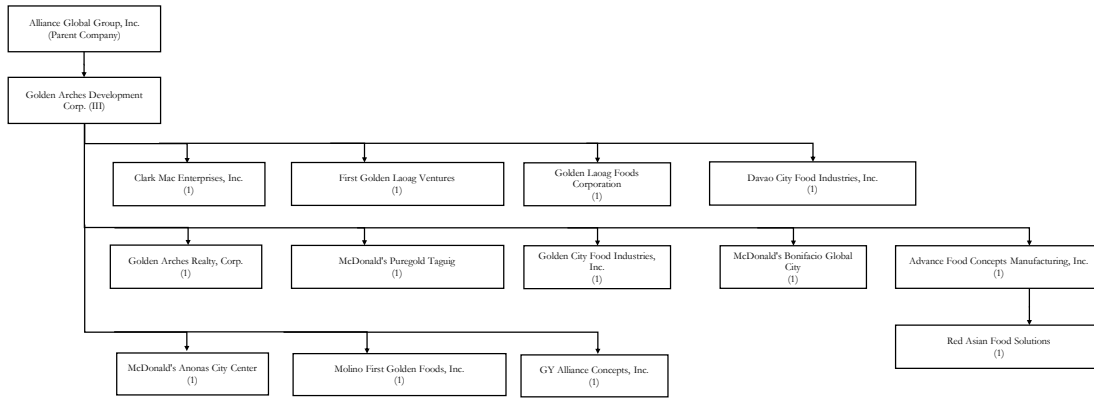 Alliance Global Group, Inc.
(Parent Company)
Golden Arches Development
Corp. (III)
Clark Mac Enterprises, Inc.
(1)
First Golden Laoag Ventures
(1)
Golden Laoag Foods
Corporation
(1)
Davao City Food Industries, Inc.
(1)
Golden Arches Realty, Corp.
(1)
McDonald's Puregold Taguig
(1)
Golden City Food Industries,
Inc.
(1)
McDonald's Bonifacio Global
City
(1)
Advance Food Concepts Manufacturing, Inc.
(1)
Red Asian Food Solutions
(1)
McDonald's Anonas City Center
(1)
Molino First Golden Foods, Inc.
(1)
GY Alliance Concepts, Inc.
(1)